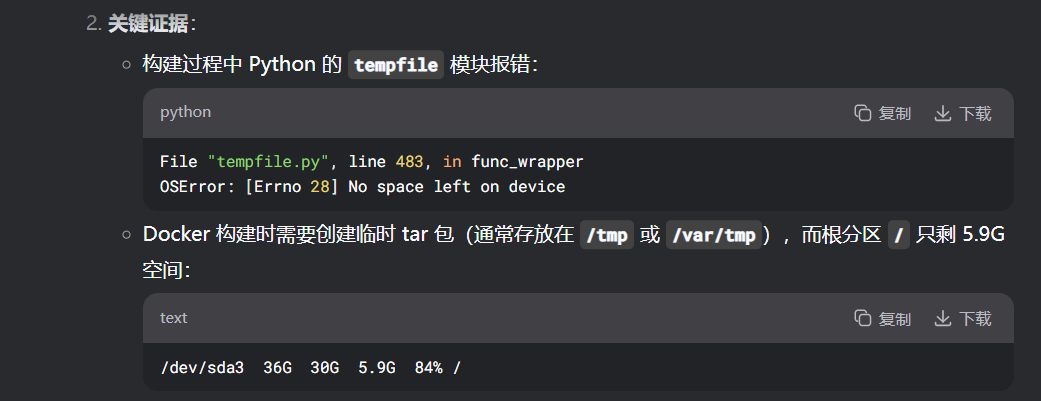 2. 关键证据：
构建过程中 Python 的 tempfile 模块报错：
python 复制 下载
File "tempfile.py", line 483, in func_wrapper
OSError: [Errno 28] No space left on device
Docker 构建时需要创建临时 tar 包（通常存放在 /tmp 或 /var/tmp），而根分区 / 只剩 5.9G
空间：
text 复制 下载
/dev/sda3  36G  30G  5.9G  84% /